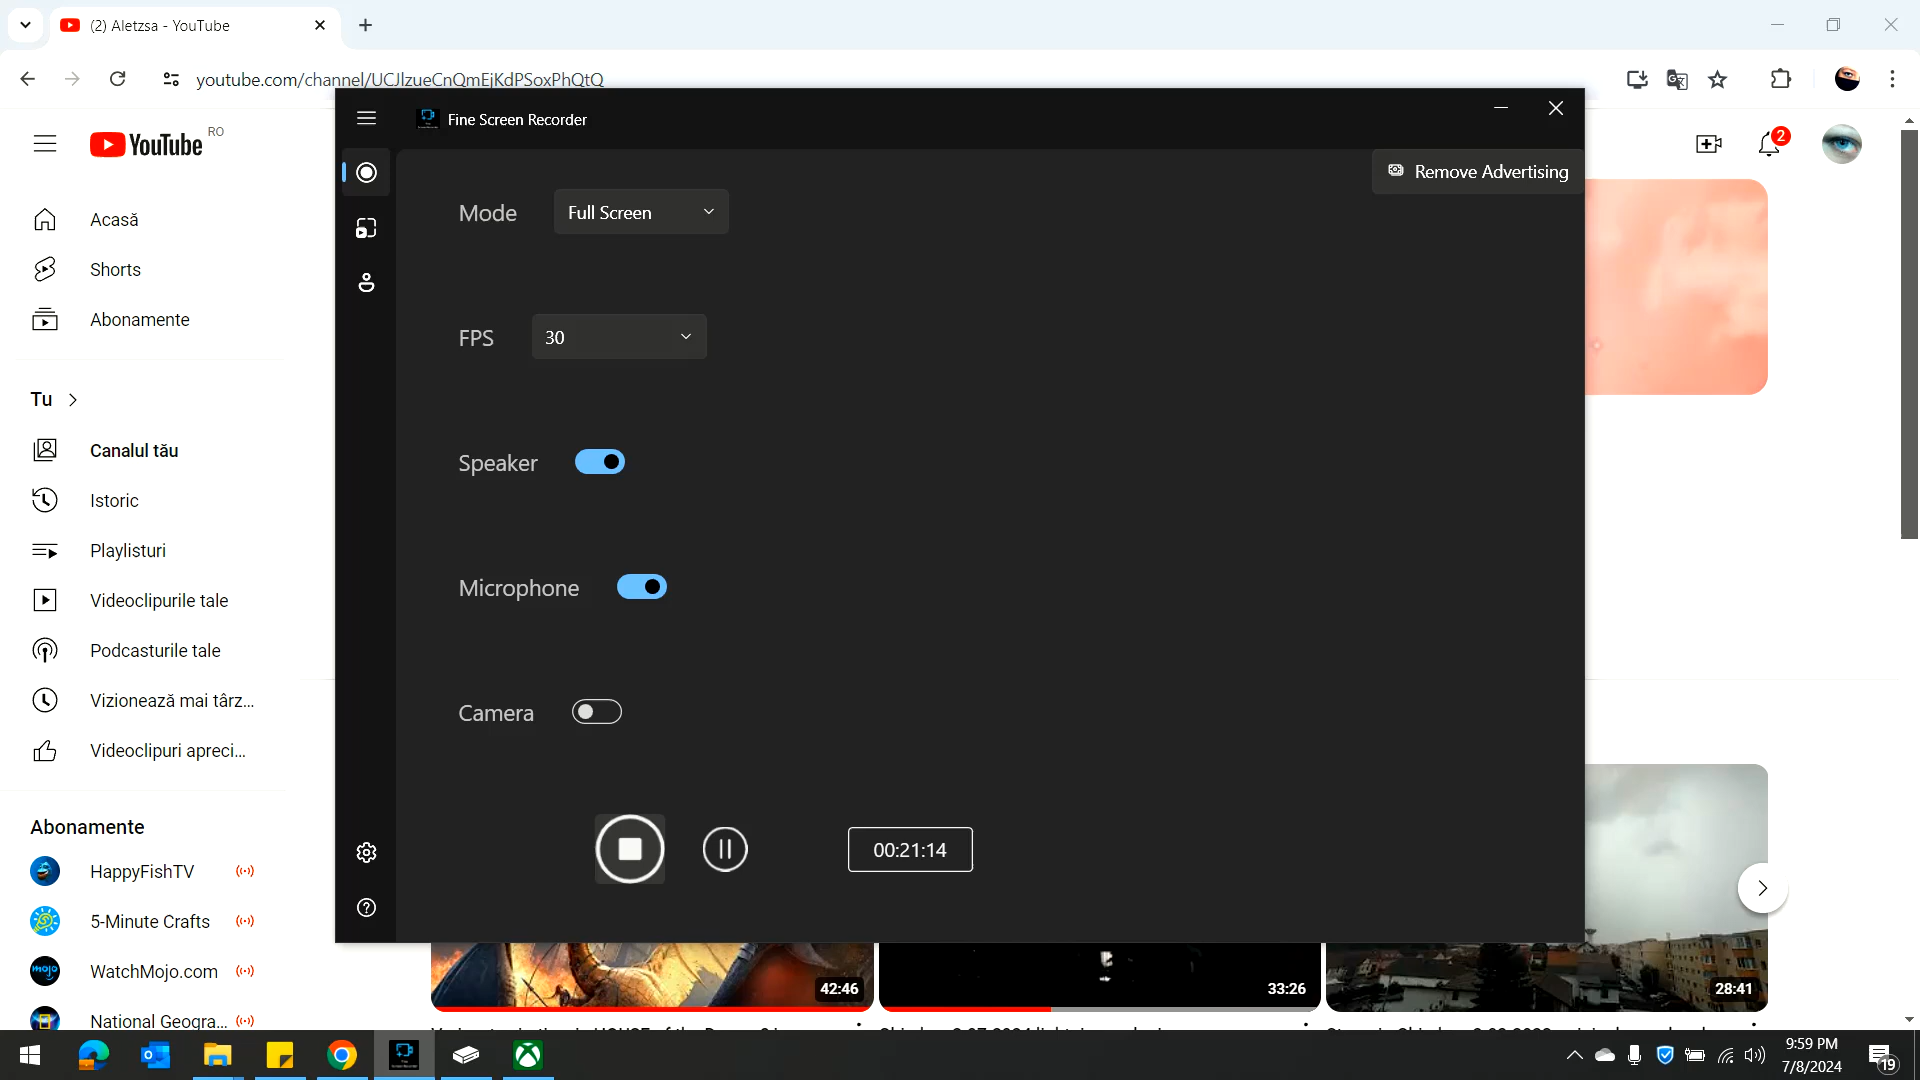 (2) Aletzsa - YouTube
youtube.com/channel/UCJlzueCnQmEjKdPSoxPhQtQ
YouTube RO
2
Acasă
Shorts
Abonamente
Tu
Canalul tău
Istoric
Playlisturi
Videoclipurile tale
Podcasturile tale
Vizionează mai târz...
Videoclipuri apreci...
Abonamente
HappyFishTV
5-Minute Crafts
WatchMojo.com
National Geogra...
Fine Screen Recorder
Remove Advertising
Mode Full Screen
FPS 30
Speaker
Microphone
Camera
00:21:14
42:46
33:26
28:41
9:59 PM
7/8/2024
19